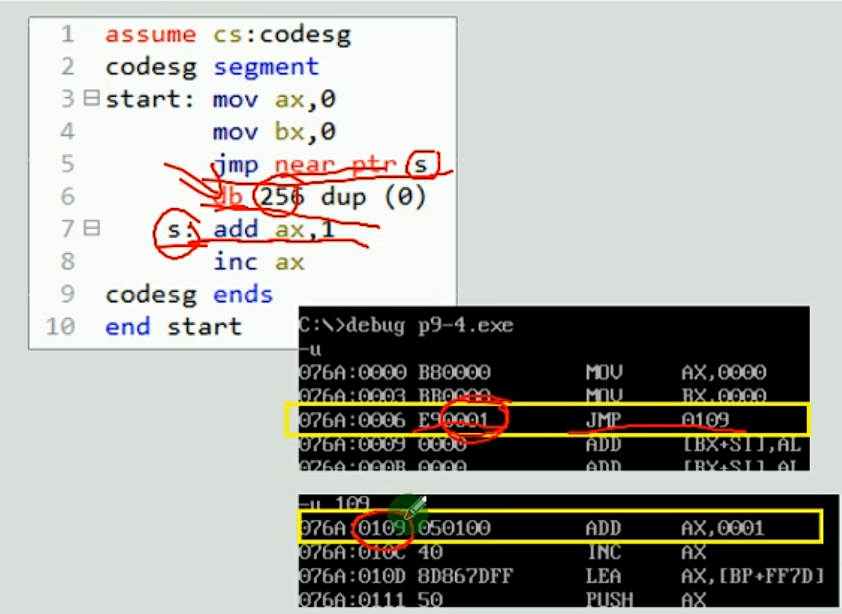 1 assume cs:codesg
2 codesg segment
3 start: mov ax,0
4 mov bx,0
5 jmp near ptr s
6 db 256 dup (0)
7 s: add ax,1
8 inc ax
9 codesg ends
10 end start
C:\>debug p9-4.exe
-u
076A:0000 B80000 MOV AX,0000
076A:0003 BB0000 MOV BX,0000
076A:0006 E90001 JMP 0109
076A:0009 0000 ADD [BX+SI],AL
076A:000B 0000 ADD [BX+SI],AL
-u 109
076A:0109 050100 ADD AX,0001
076A:010C 40 INC AX
076A:010D 8D867DFF LEA AX,[BP+FF7D]
076A:0111 50 PUSH AX